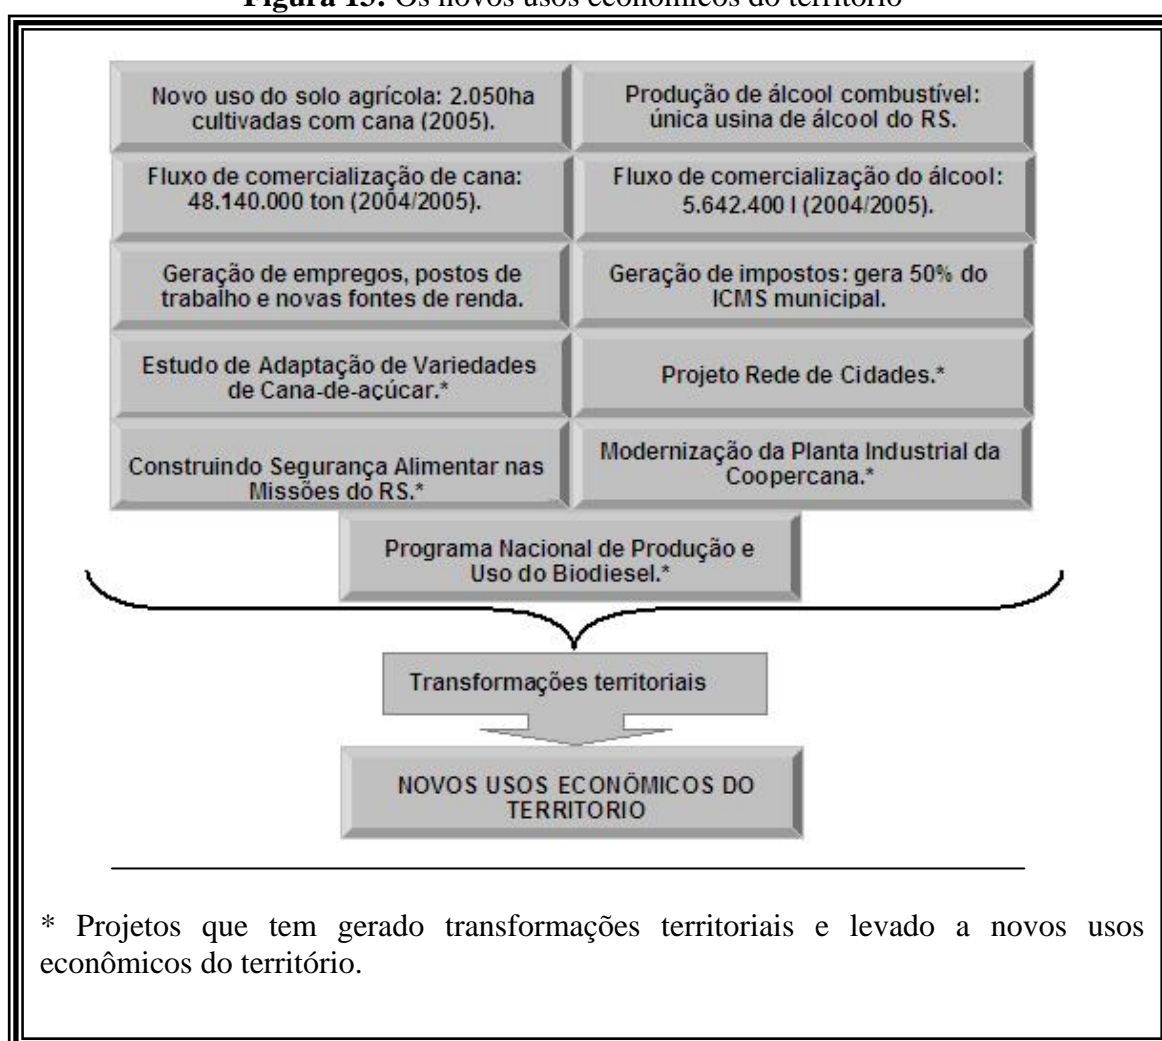 Figura 13: Os novos usos econômicos do território
Novo uso do solo agrícola: 2.050ha
cultivadas com cana (2005).
Produção de álcool combustível:
única usina de álcool do RS.
Fluxo de comercialização de cana:
48.140.000 ton (2004/2005).
Fluxo de comercialização do álcool:
5.642.400 l (2004/2005).
Geração de empregos, postos de
trabalho e novas fontes de renda.
Geração de impostos: gera 50% do
ICMS municipal.
Estudo de Adaptação de Variedades
de Cana-de-açúcar.*
Projeto Rede de Cidades.*
Construindo Segurança Alimentar nas
Missões do RS.*
Modernização da Planta Industrial da
Coopercana.*
Programa Nacional de Produção e
Uso do Biodiesel.*
Transformações territoriais
NOVOS USOS ECONÔMICOS DO
TERRITORIO
* Projetos que tem gerado transformações territoriais e levado a novos usos
econômicos do território.